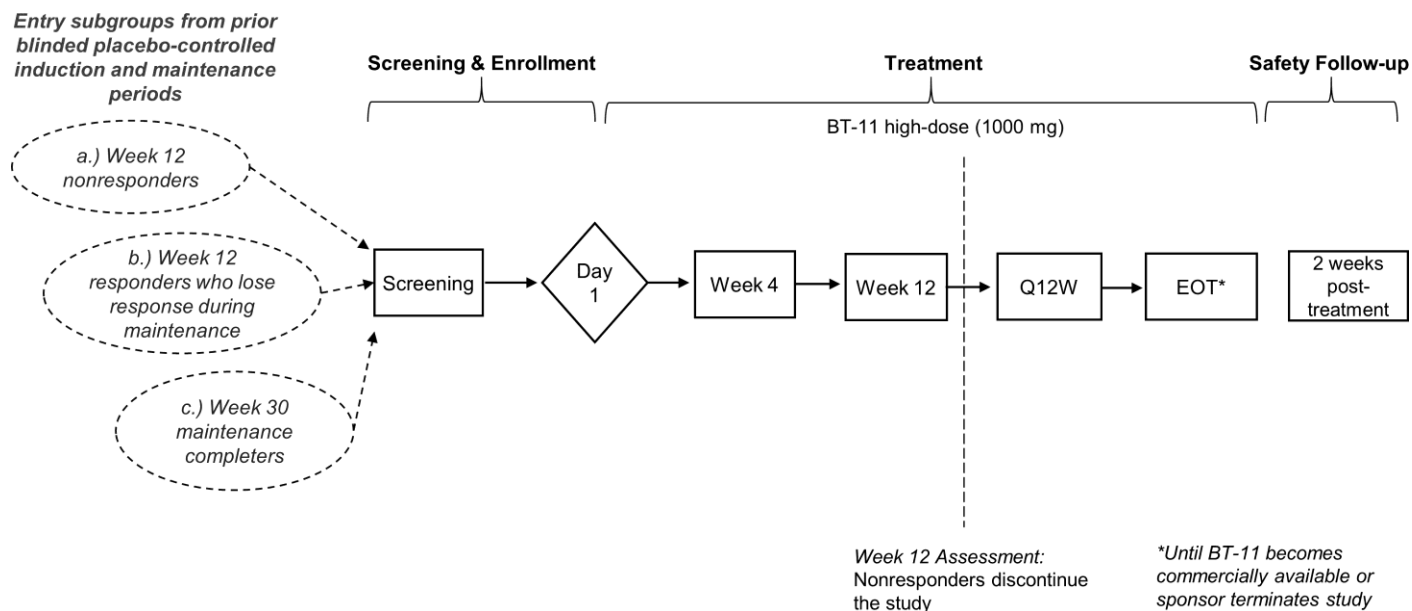 Entry subgroups from prior
blinded placebo-controlled
induction and maintenance
periods
Screening & Enrollment
Treatment
Safety Follow-up
BT-11 high-dose (1000 mg)
a.) Week 12
nonresponders
b.) Week 12
responders who lose
response during
maintenance
c.) Week 30
maintenance
completers
Screening
Day
1
Week 4
Week 12
Q12W
EOT*
2 weeks
post-
treatment
Week 12 Assessment:
Nonresponders discontinue
the study
*Until BT-11 becomes
commercially available or
sponsor terminates study